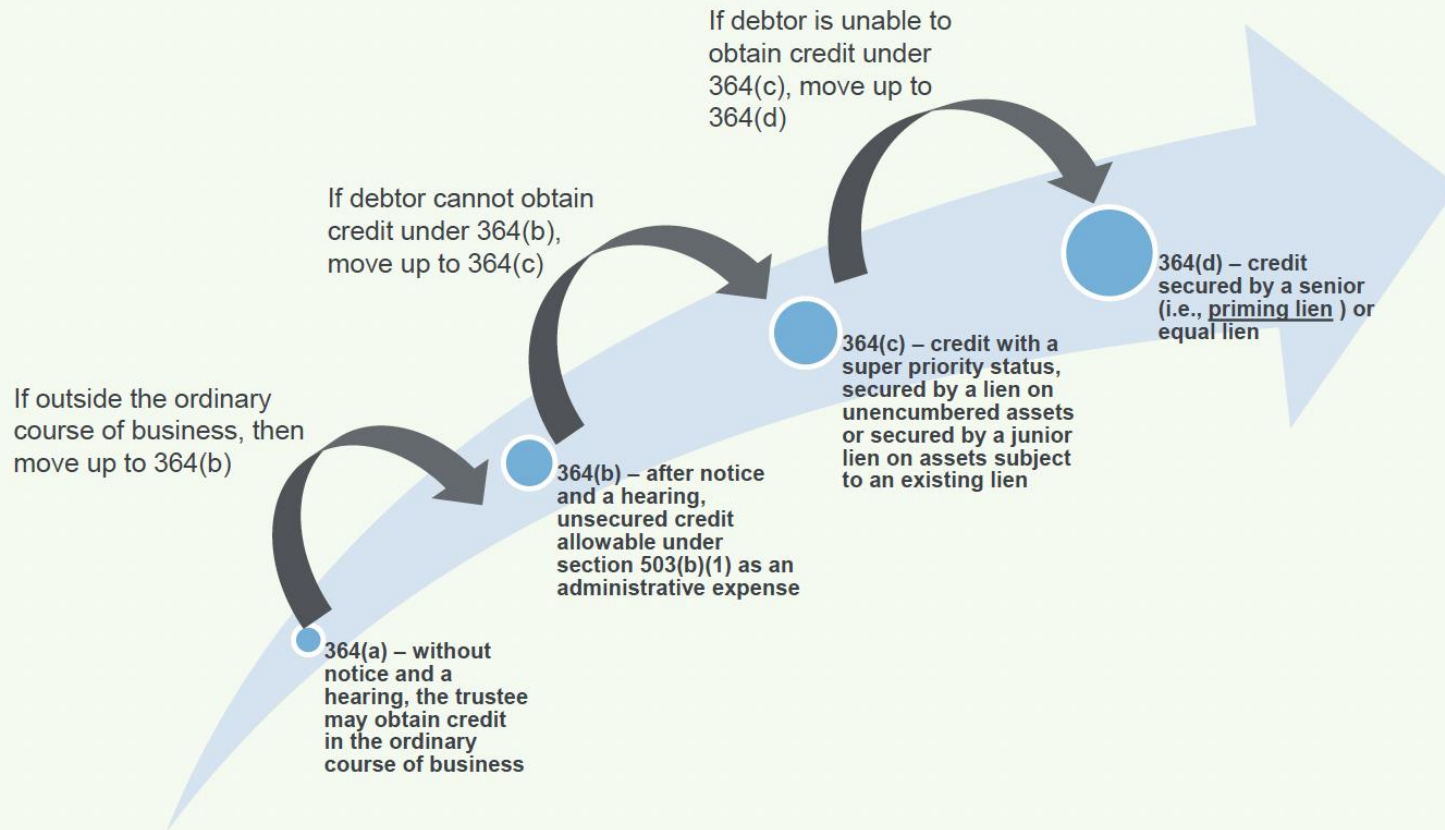 If debtor is unable to
obtain credit under
364(c), move up to
364(d)
If debtor cannot obtain
credit under 364(b),
move up to 364(c)
364(d) – credit
secured by a senior
(i.e., priming lien ) or
equal lien
364(c) – credit with a
super priority status,
secured by a lien on
unencumbered assets
or secured by a junior
lien on assets subject
to an existing lien
If outside the ordinary
course of business, then
move up to 364(b)
364(b) – after notice
and a hearing,
unsecured credit
allowable under
section 503(b)(1) as an
administrative expense
364(a) – without
notice and a
hearing, the trustee
may obtain credit
in the ordinary
course of business